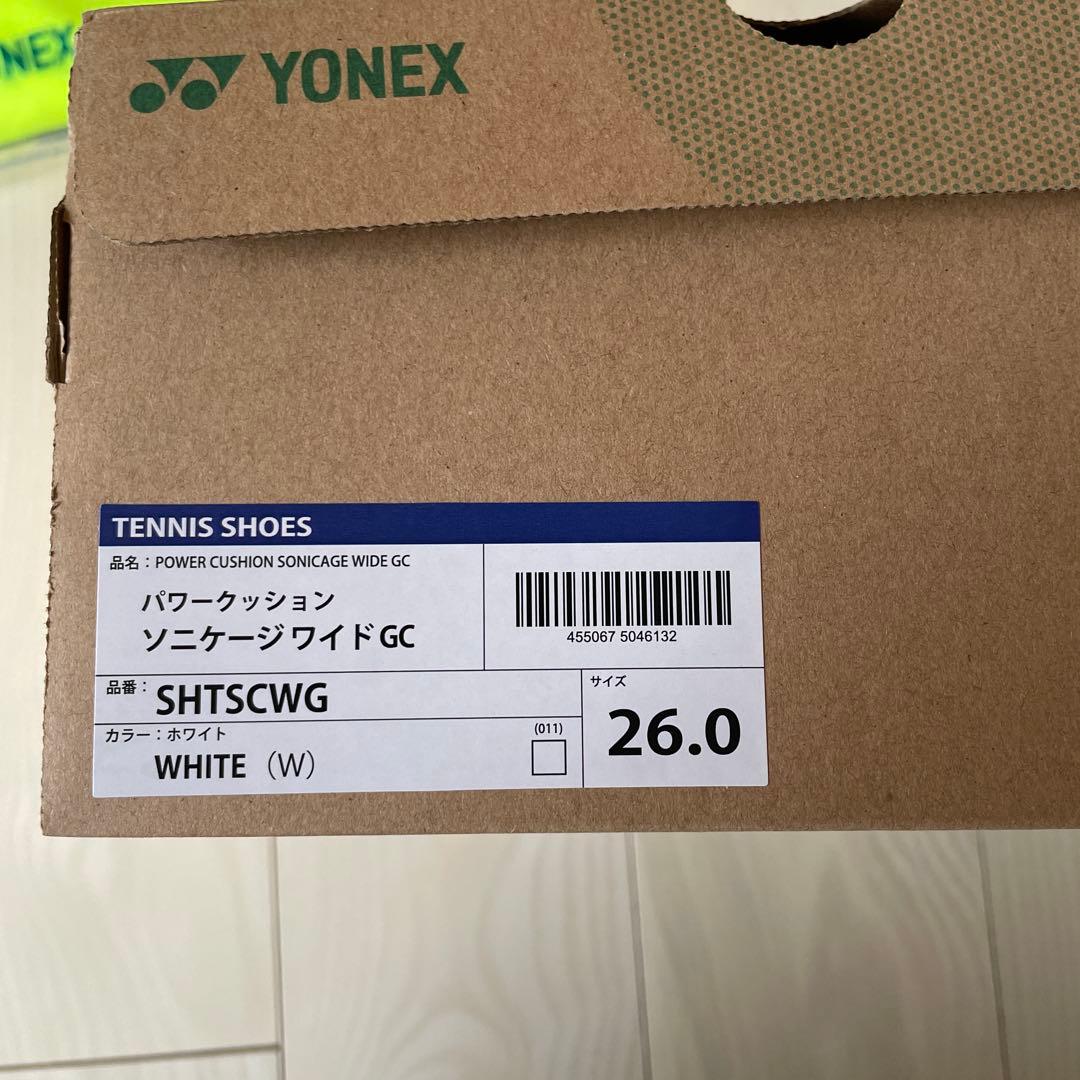 NEX
YONEX
TENNIS SHOES
品名：POWER CUSHION SONICAGE WIDE GC
パワークッション
ソニケージ ワイド GC
455067 5046132
品番：SHTSCWG
サイズ
26.0
カラー：ホワイト
WHITE（W）
(011)